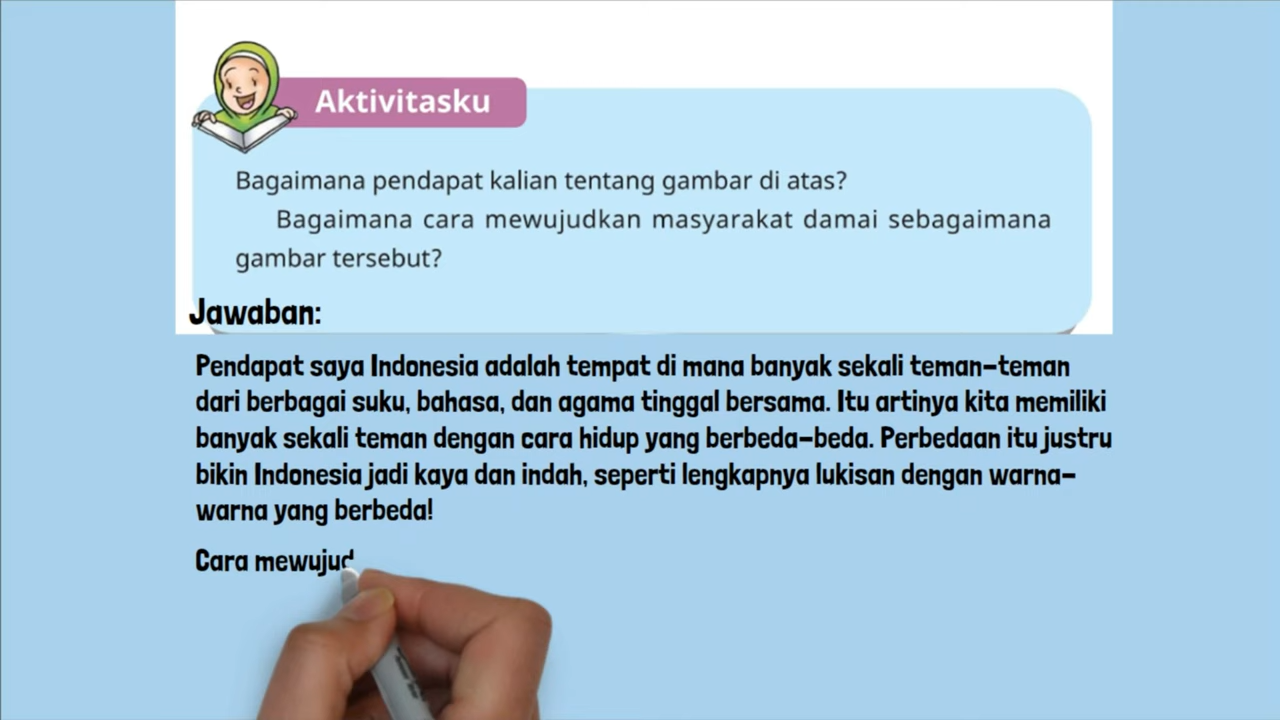 Aktivitasku
Bagaimana pendapat kalian tentang gambar di atas?
Bagaimana cara mewujudkan masyarakat damai sebagaimana
gambar tersebut?
Jawaban:
Pendapat saya Indonesia adalah tempat di mana banyak sekali teman-teman
dari berbagai suku, bahasa, dan agama tinggal bersama. Itu artinya kita memiliki
banyak sekali teman dengan cara hidup yang berbeda-beda. Perbedaan itu justru
bikin Indonesia jadi kaya dan indah, seperti lengkapnya lukisan dengan warna-
warna yang berbeda!
Cara mewujud